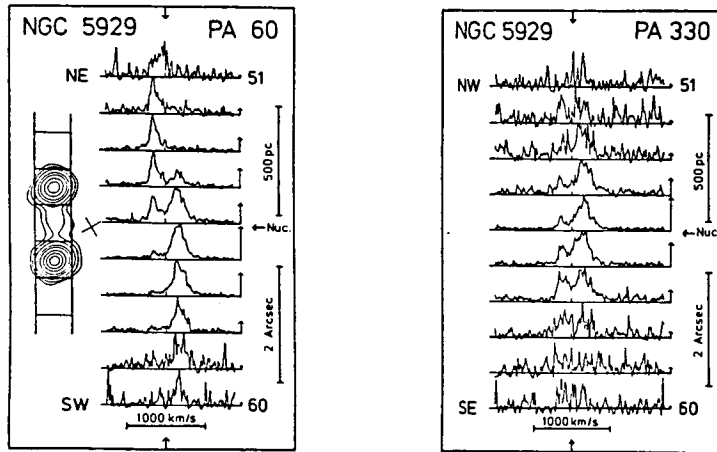 NGC 5929 PA 60
NE 51
500 pc
←Nuc.
2 Arcsec
SW 60
1000 km/s
NGC 5929 PA 330
NW 51
500 pc
←Nuc.
2 Arcsec
SE 60
1000 km/s